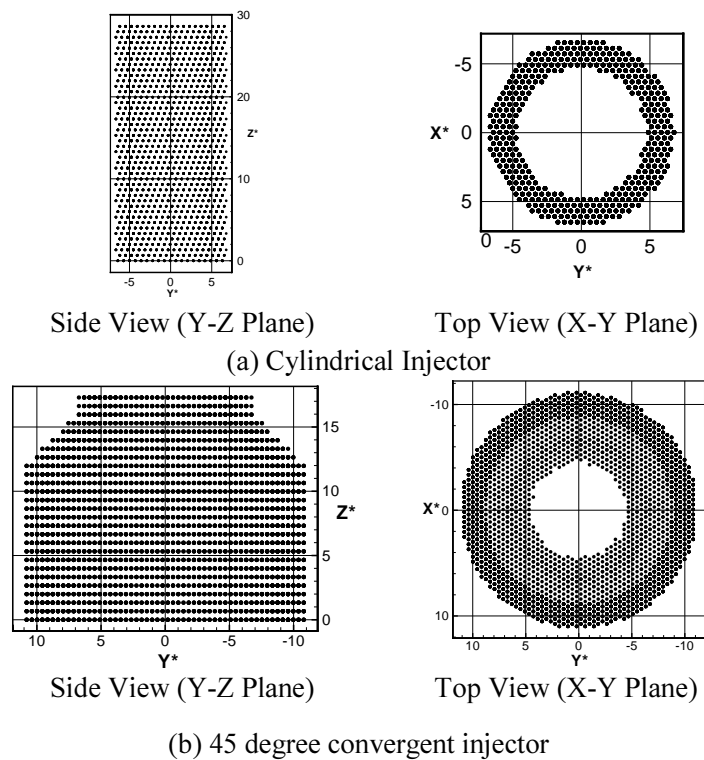 30
20
Z*
10
0
-5 0 5
Y*
-5
X* 0
5
0 -5 0 5
Y*
Side View (Y-Z Plane) Top View (X-Y Plane)
(a) Cylindrical Injector
15
10
Z*
5
0
10 5 0 -5 -10
Y*
-10
X* 0
10
10 5 0 -5 -10
Y*
Side View (Y-Z Plane) Top View (X-Y Plane)
(b) 45 degree convergent injector